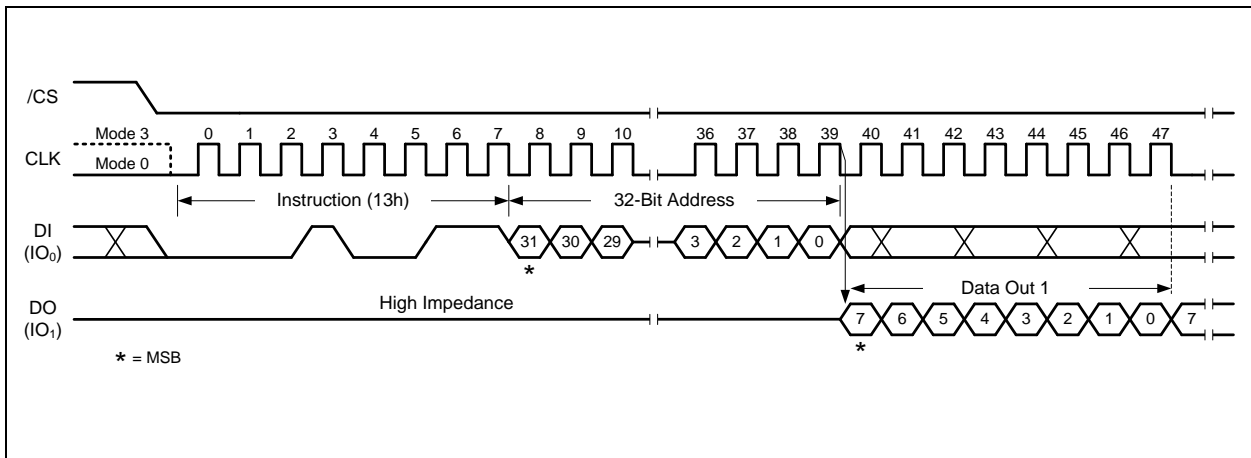 /CS
Mode 3
0 1 2 3 4 5 6 7 8 9 10 36 37 38 39 40 41 42 43 44 45 46 47
CLK
Mode 0
Instruction (13h) 32-Bit Address
DI
(IO0)
31 30 29 3 2 1 0
*
High Impedance
Data Out 1
DO
(IO1)
7 6 5 4 3 2 1 0 7
*
* = MSB